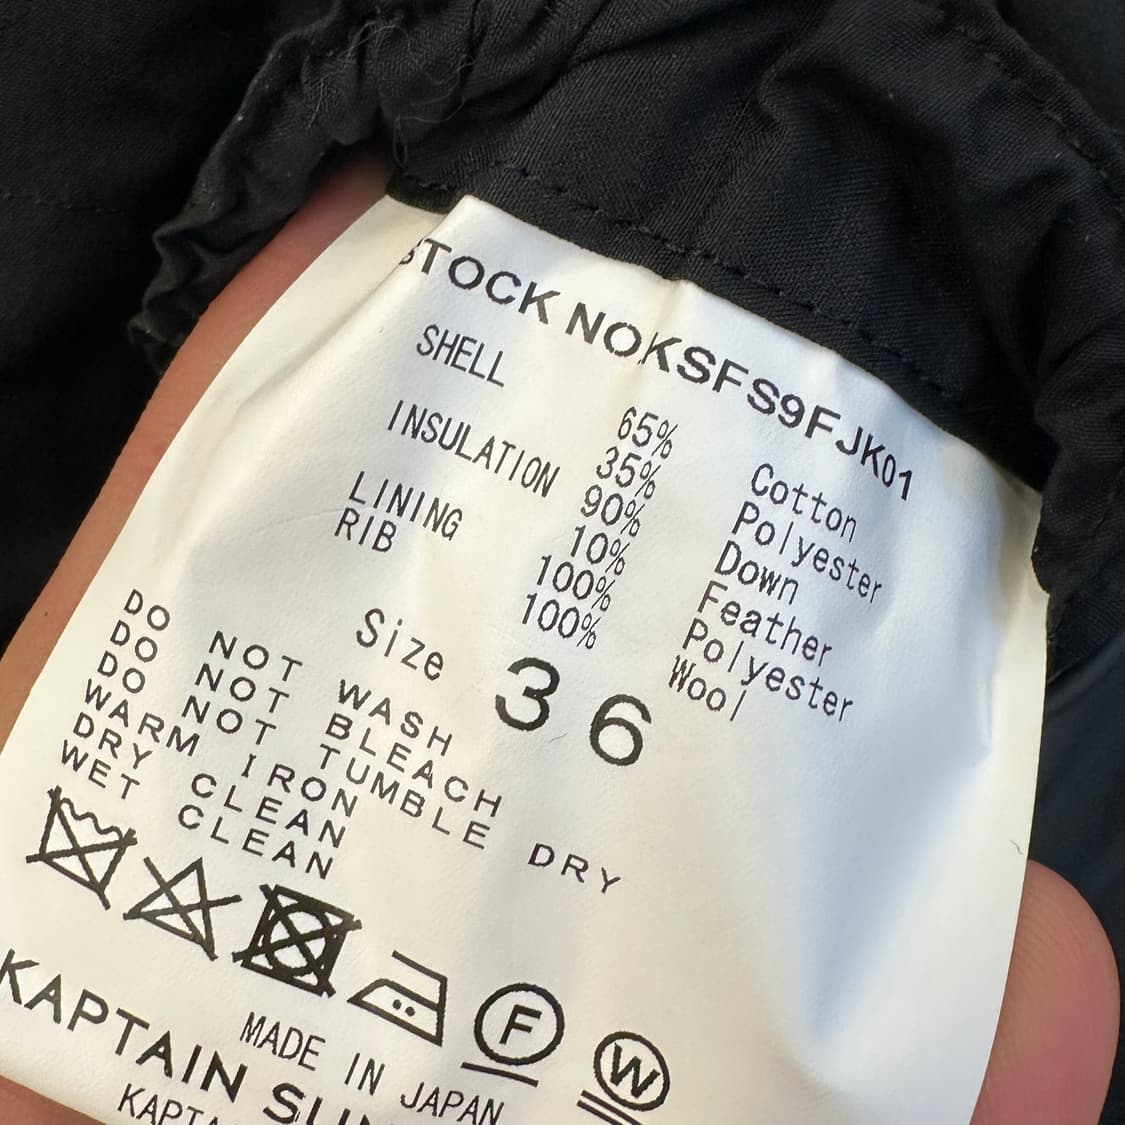 STOCK NOKSFS9FJK01
SHELL 65% Cotton
35% Polyester
INSULATION 90% Down
10% Feather
LINING 100% Polyester
RIB 100% Wool
Size 36
DO NOT WASH
DO NOT BLEACH
DO NOT TUMBLE DRY
WARM IRON
DRY CLEAN
WET CLEAN
F W
MADE IN JAPAN
KAPTAIN SUN
KAPTA